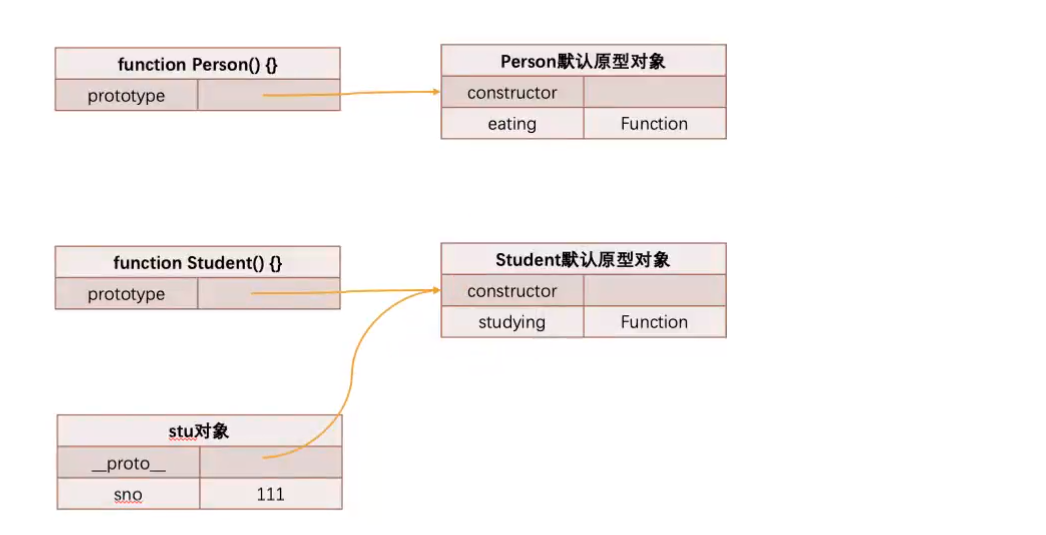 function Person() {}
prototype
Person默认原型对象
constructor
eating Function
function Student() {}
prototype
Student默认原型对象
constructor
studying Function
stu对象
__proto__
sno 111